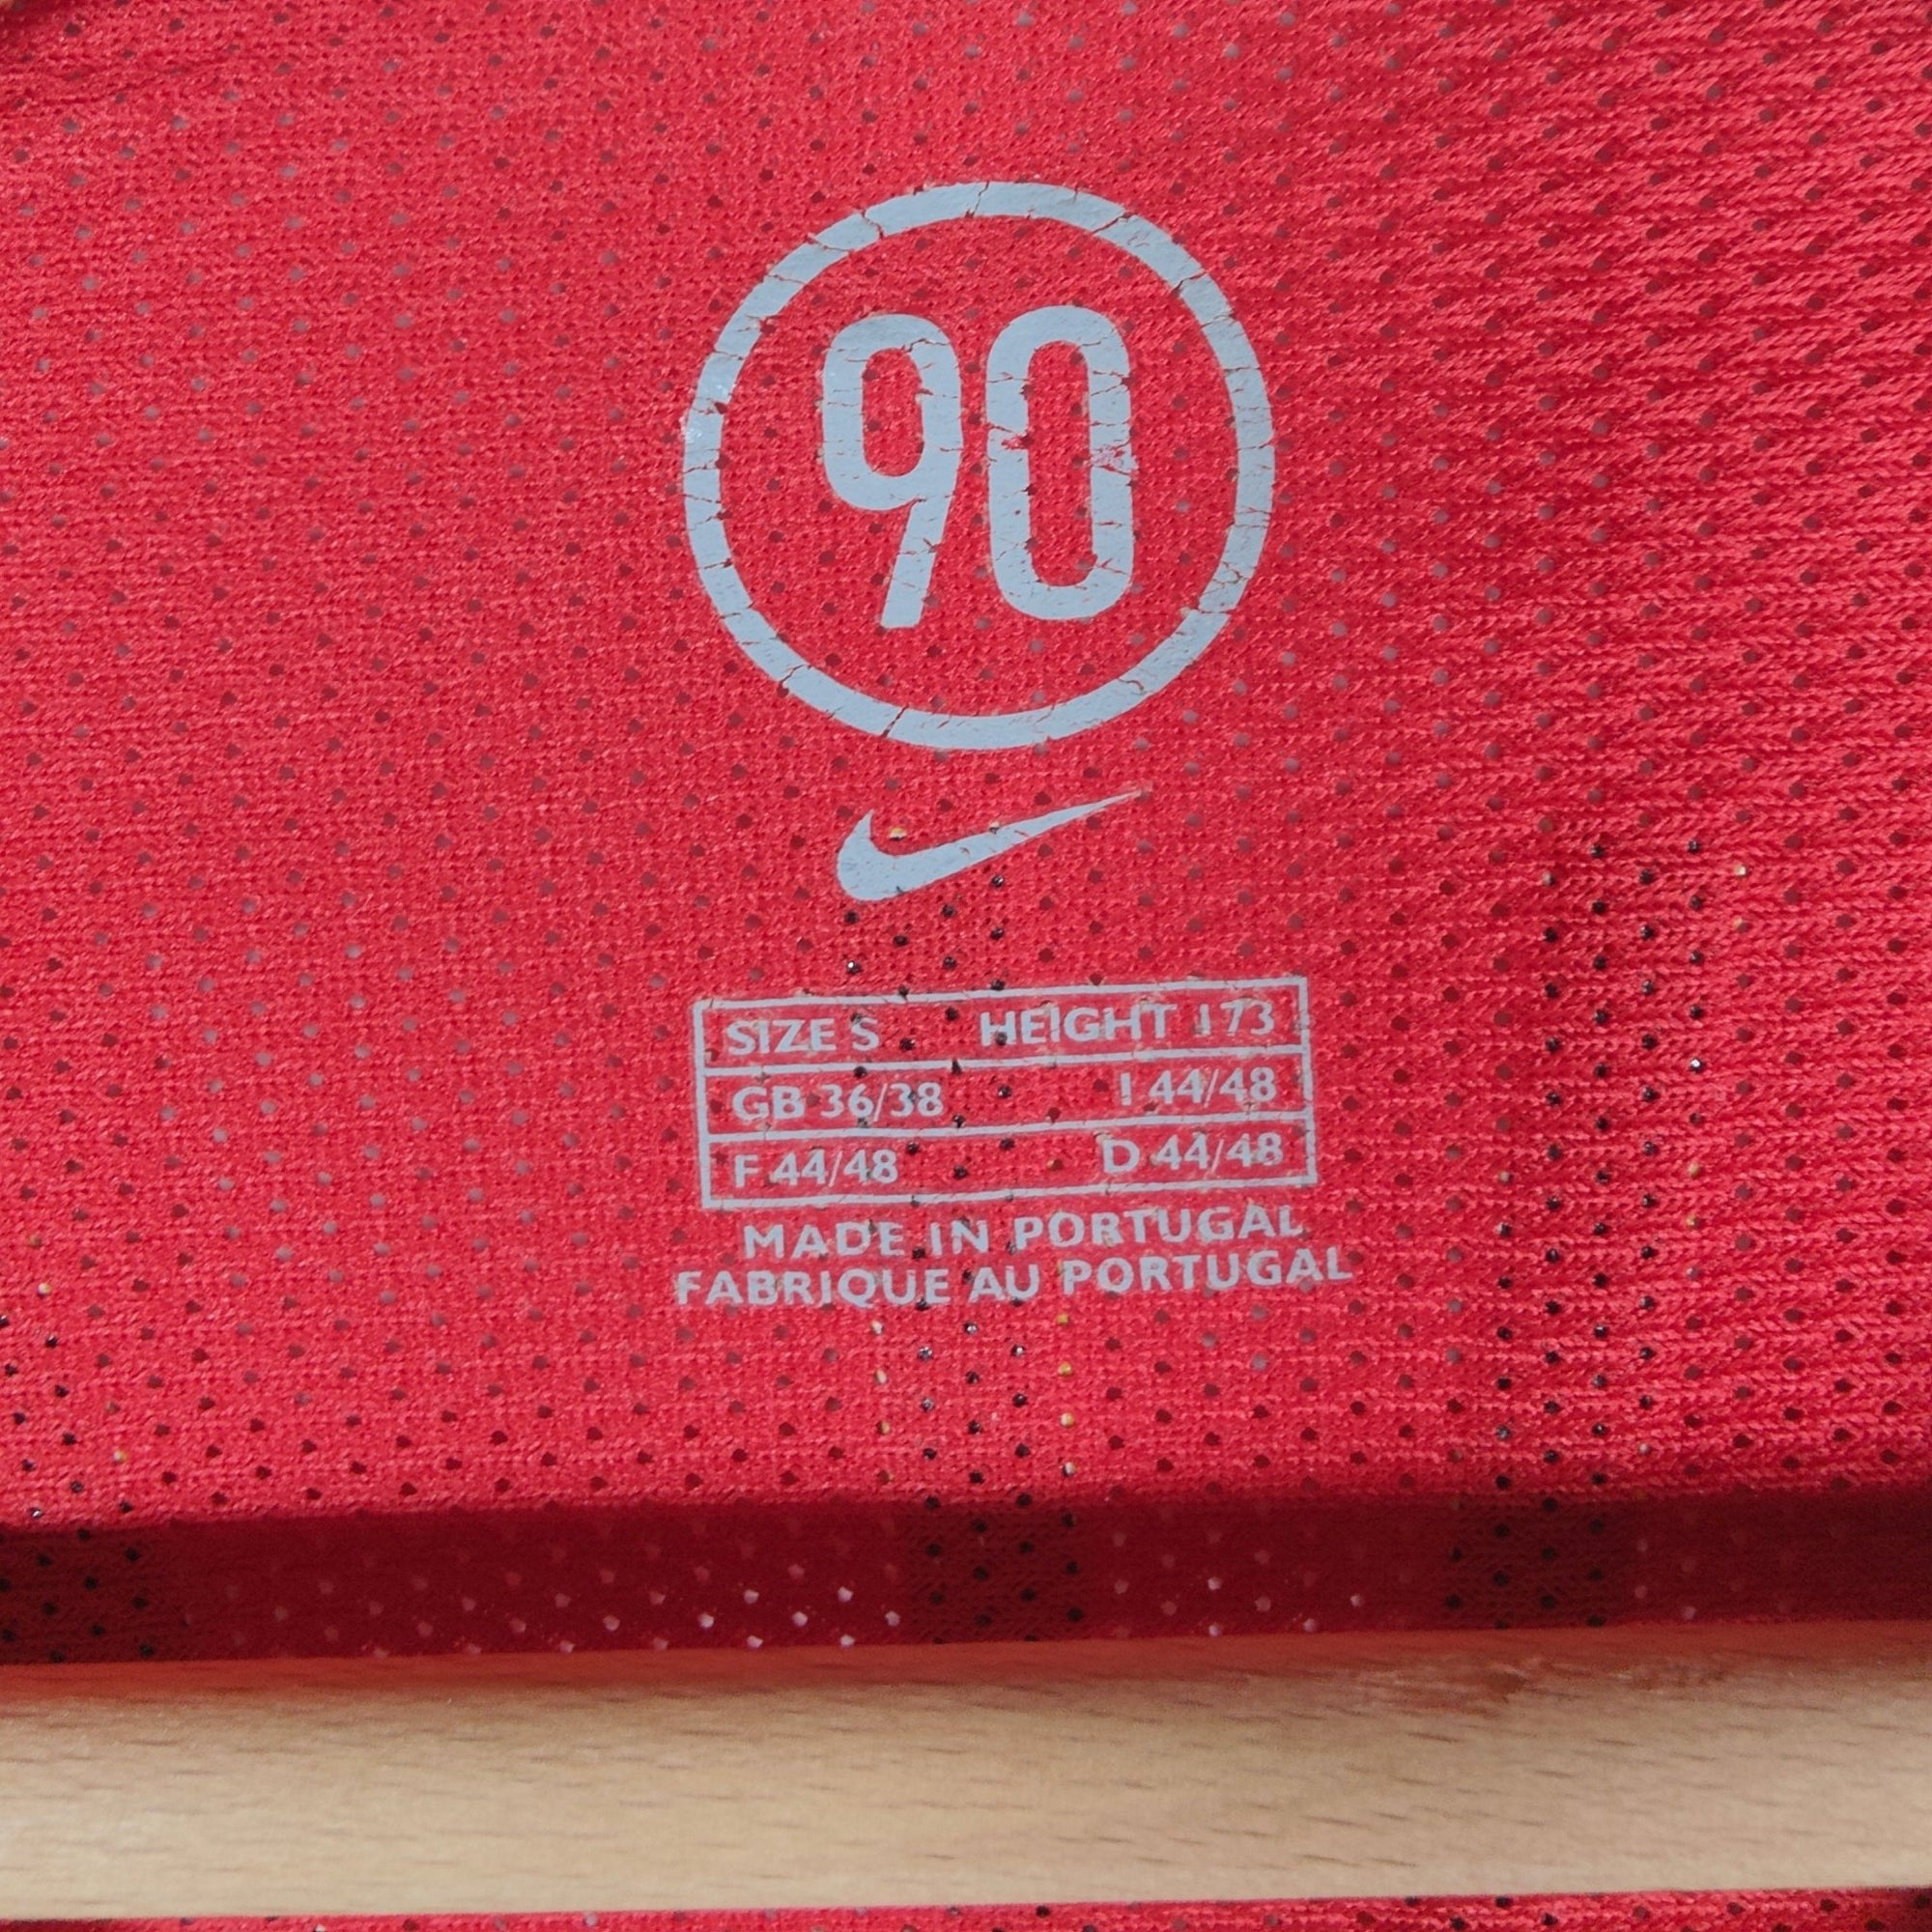 90
SIZE S HEIGHT 173
GB 36/38 I 44/48
F 44/48 D 44/48
MADE IN PORTUGAL
FABRIQUE AU PORTUGAL